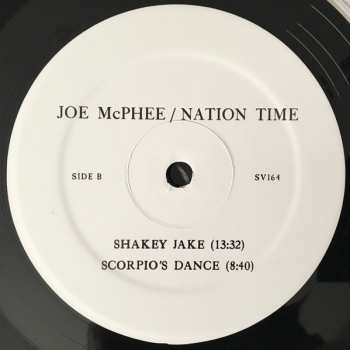 JOE McPHEE / NATION TIME
SIDE B
SV164
SHAKEY JAKE (13:32)
SCORPIO'S DANCE (8:40)